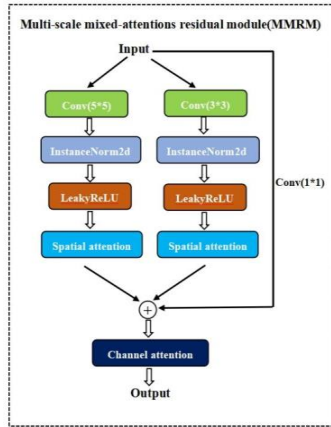 Multi-scale mixed-attentions residual module(MMRM)
Input
Conv(5*5)
Conv(3*3)
InstanceNorm2d
InstanceNorm2d
Conv(1*1)
LeakyReLU
LeakyReLU
Spatial attention
Spatial attention
+
Channel attention
Output